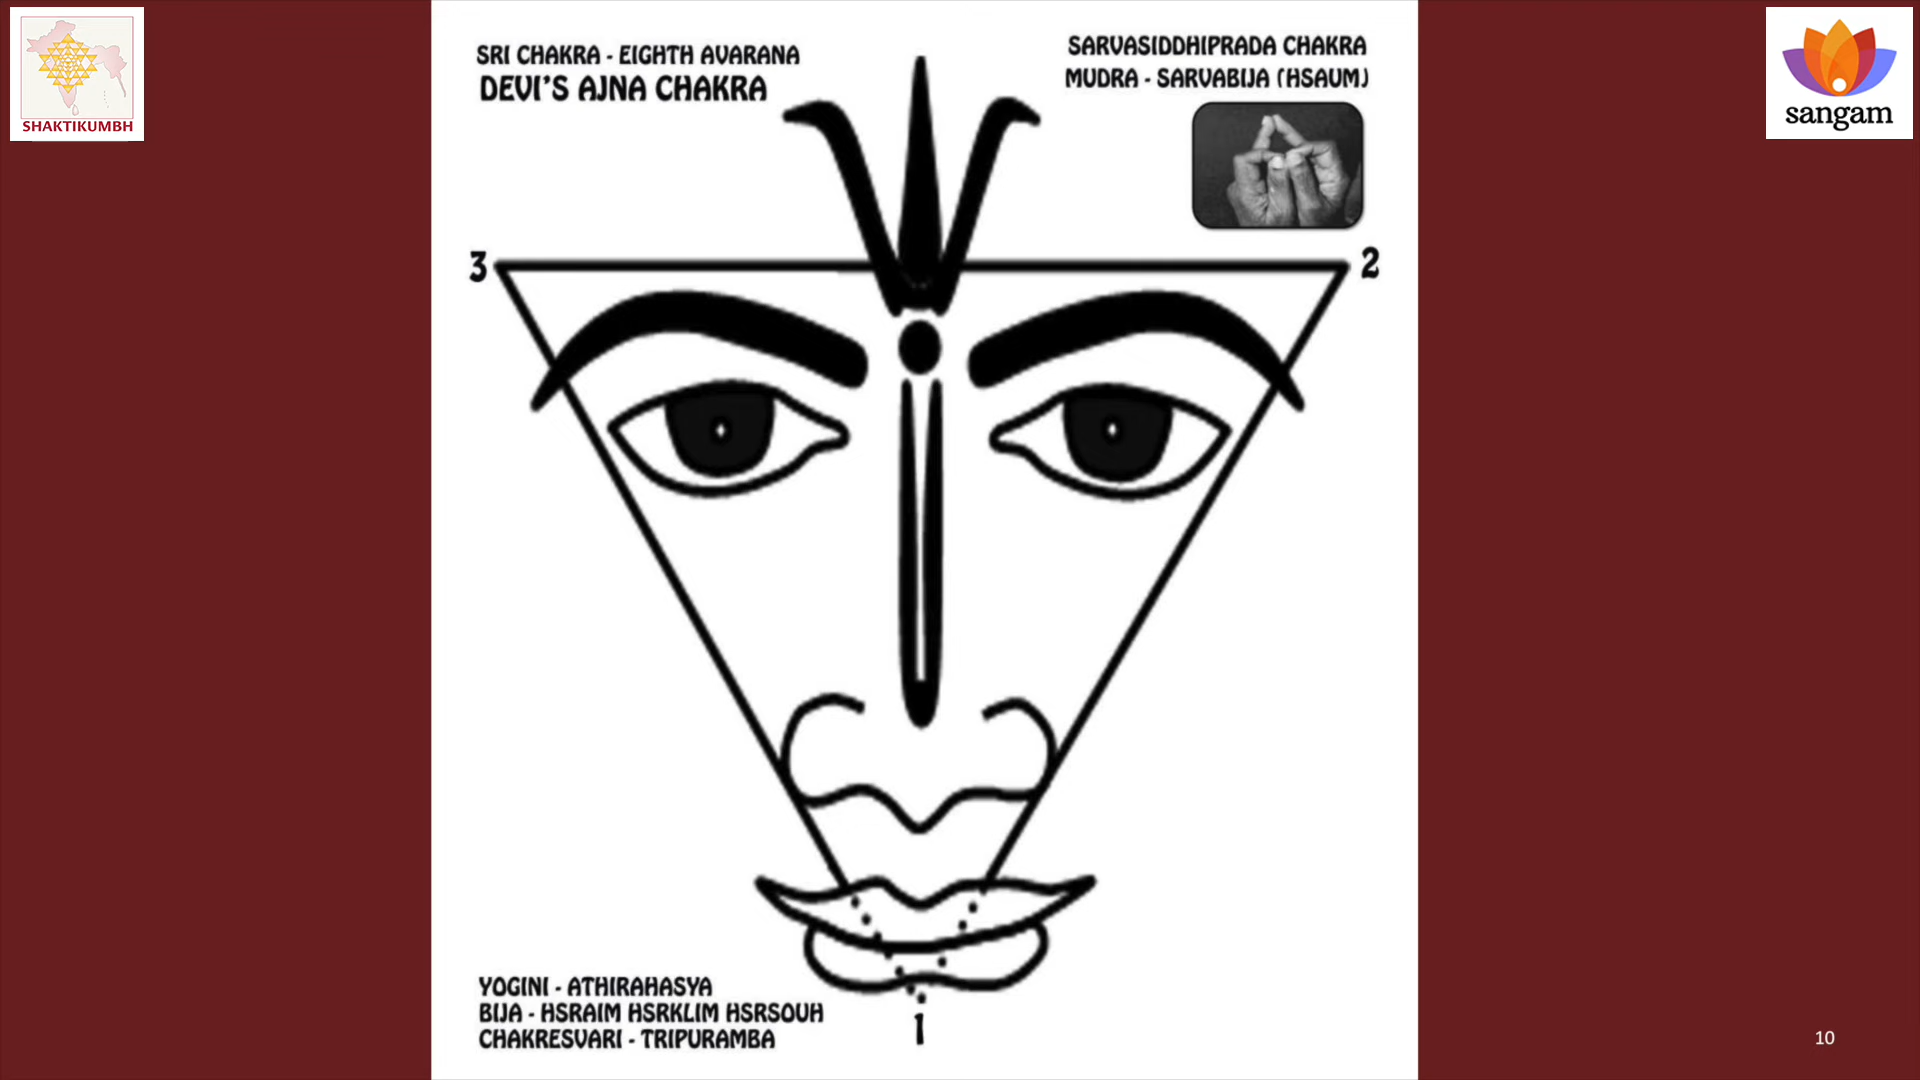 SHAKTIKUMBH
SRI CHAKRA - EIGHTH AVARANA
DEVI'S AJNA CHAKRA
SARVASIDDHIPRADA CHAKRA
MUDRA - SARVABIJA (HSAUM)
sangam
3
2
YOGINI - ATHIRAHASYA
BIJA - HSRAIM HSRKLIM HSRSOUH
CHAKRESVARI - TRIPURAMBA
1
10